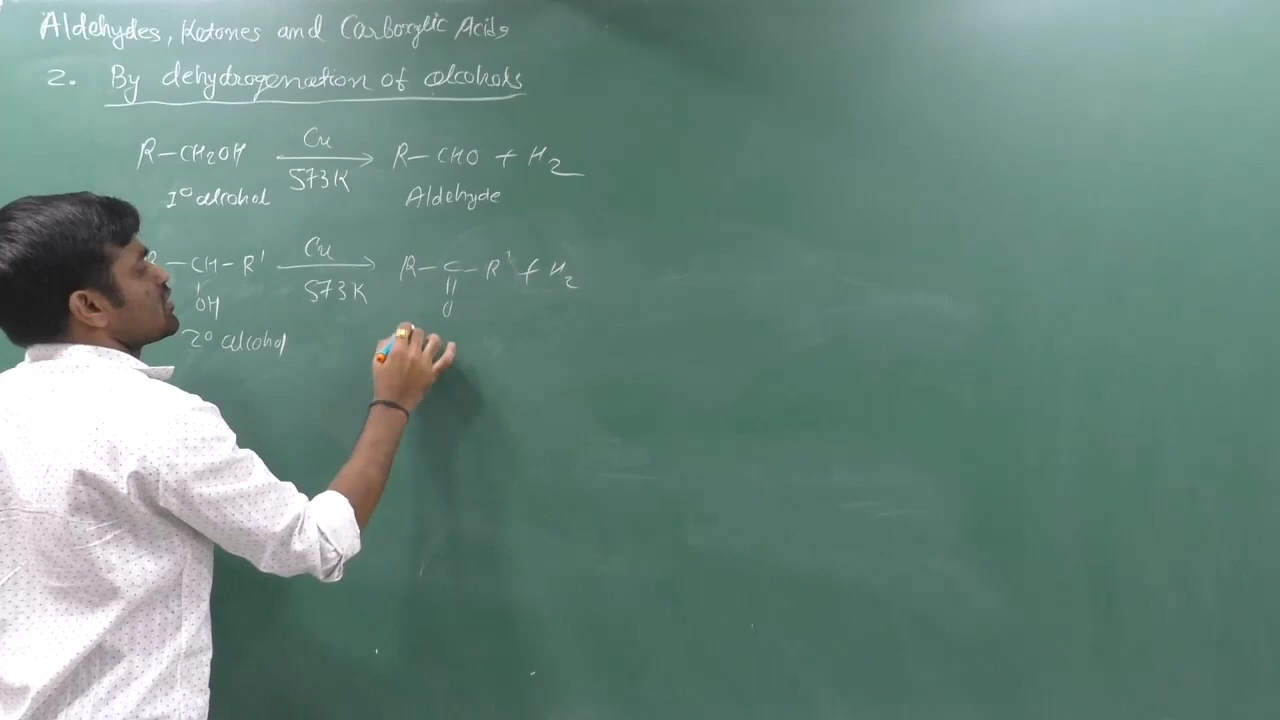 Aldehydes, Ketones and Carboxylic Acids
2. By dehydrogenation of alcohols
R-CH2OH Cu 573K → R-CHO + H2
1° alcohol Aldehyde
R-CH-R' Cu 573K → R-C-R' + H2
OH || O
2° alcohol